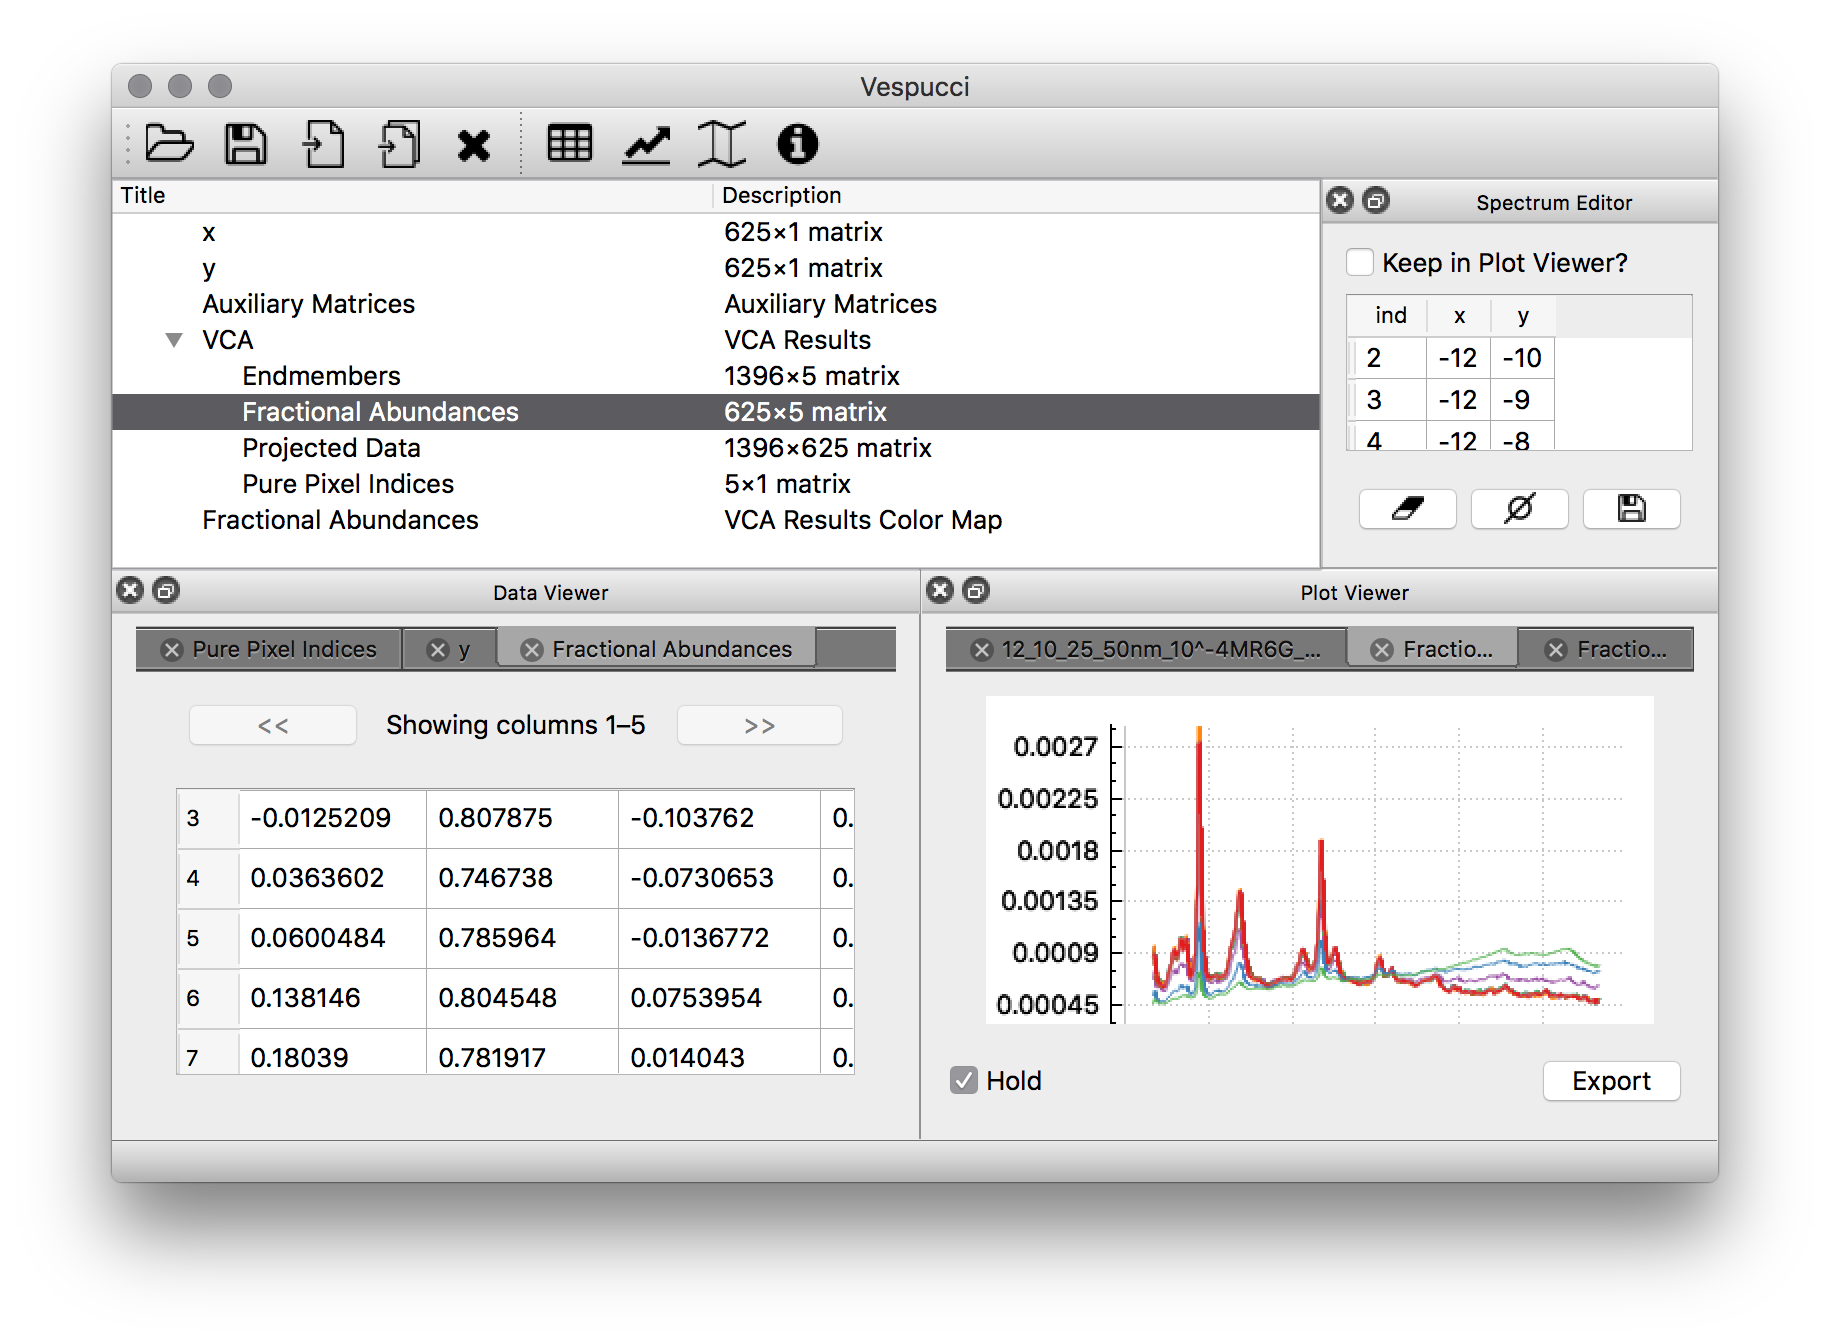 Vespucci
Title Description
x 625×1 matrix
y 625×1 matrix
Auxiliary Matrices Auxiliary Matrices
VCA VCA Results
Endmembers 1396×5 matrix
Fractional Abundances 625×5 matrix
Projected Data 1396×625 matrix
Pure Pixel Indices 5×1 matrix
Fractional Abundances VCA Results Color Map
Spectrum Editor
Keep in Plot Viewer?
ind x y
2 -12 -10
3 -12 -9
4 -12 -8
Data Viewer
Pure Pixel Indices y Fractional Abundances
<< Showing columns 1–5 >>
3 -0.0125209 0.807875 -0.103762 0.
4 0.0363602 0.746738 -0.0730653 0.
5 0.0600484 0.785964 -0.0136772 0.
6 0.138146 0.804548 0.0753954 0.
7 0.18039 0.781917 0.014043 0.
Plot Viewer
12_10_25_50nm_10^-4MR6G_... Fractio... Fractio...
0.0027
0.00225
0.0018
0.00135
0.0009
0.00045
Hold Export